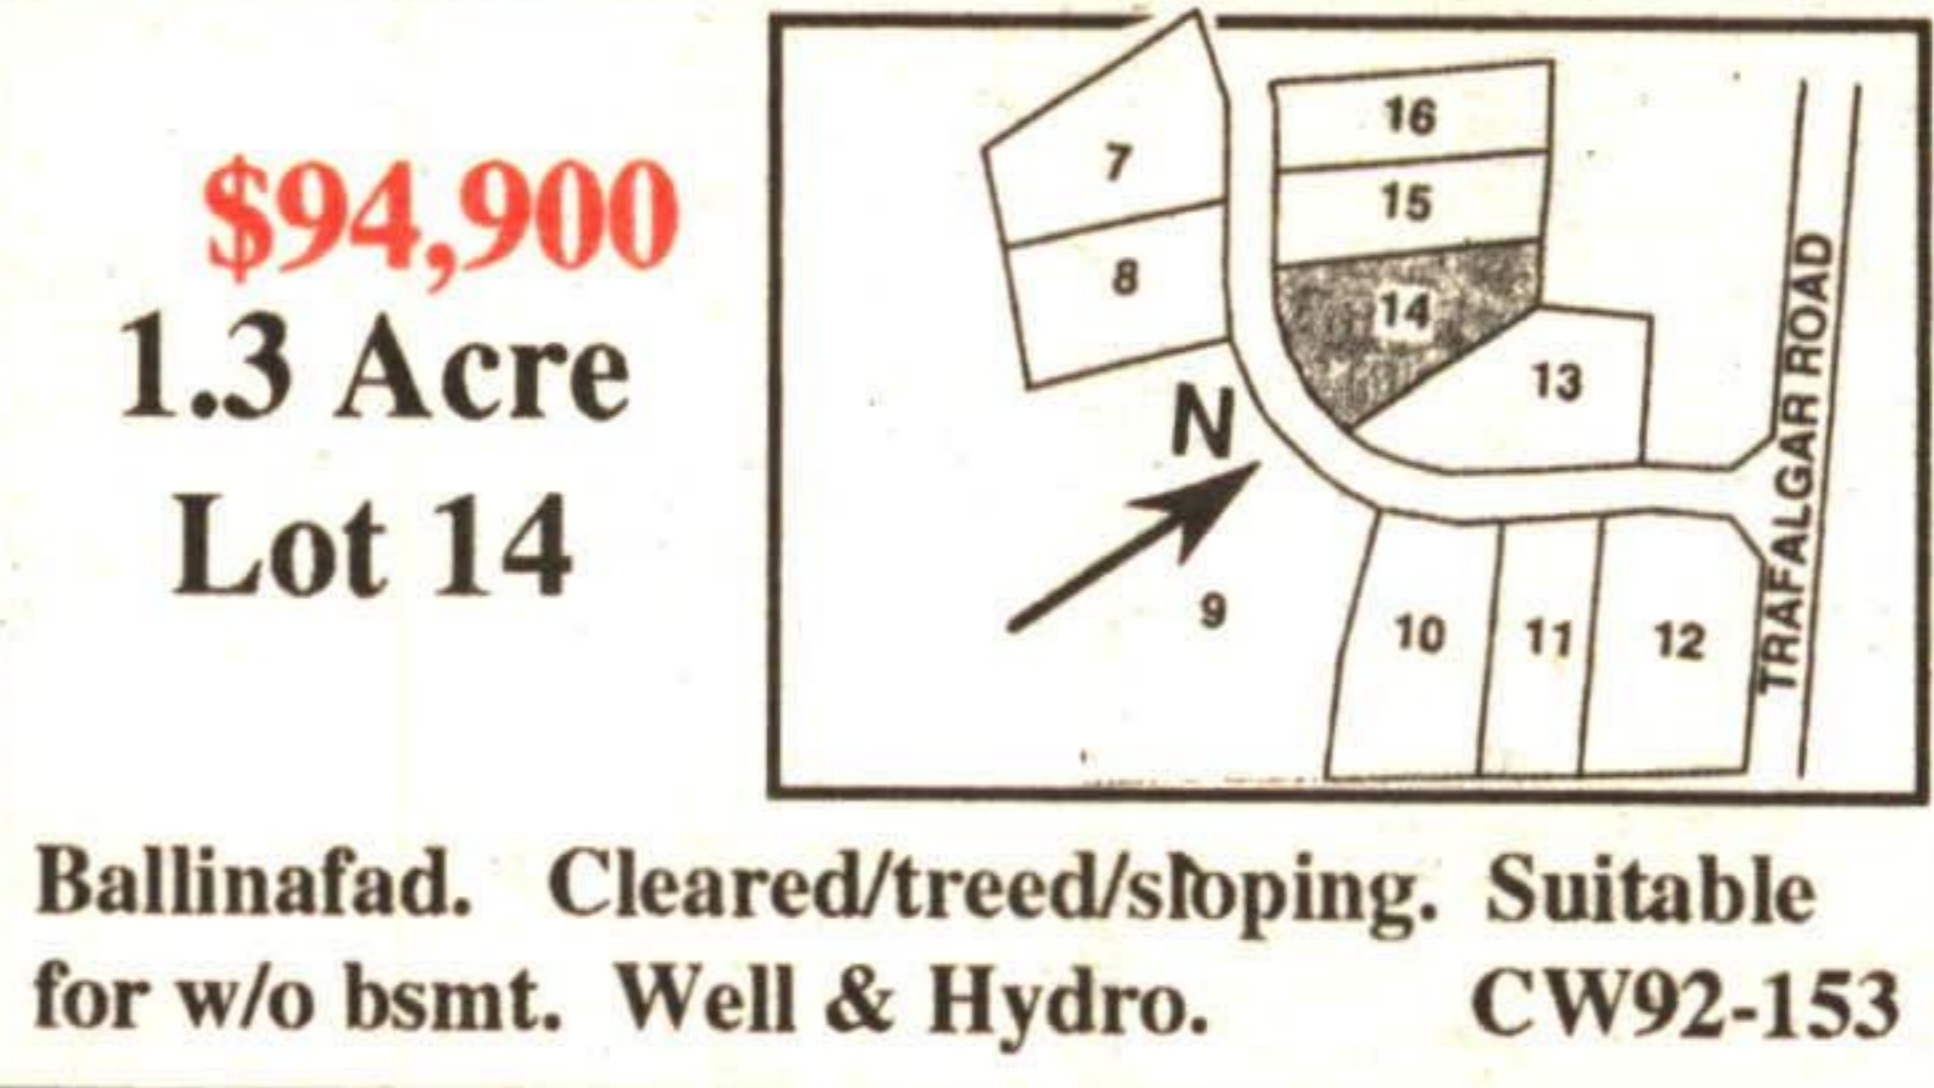 $94,900
1.3 Acre
Lot 14
7
8
16
15
14
13
N
9
10
11
12
TRAFALGAR ROAD
Ballinafad. Cleared/treed/sloping. Suitable
for w/o bsmt. Well & Hydro. CW92-153